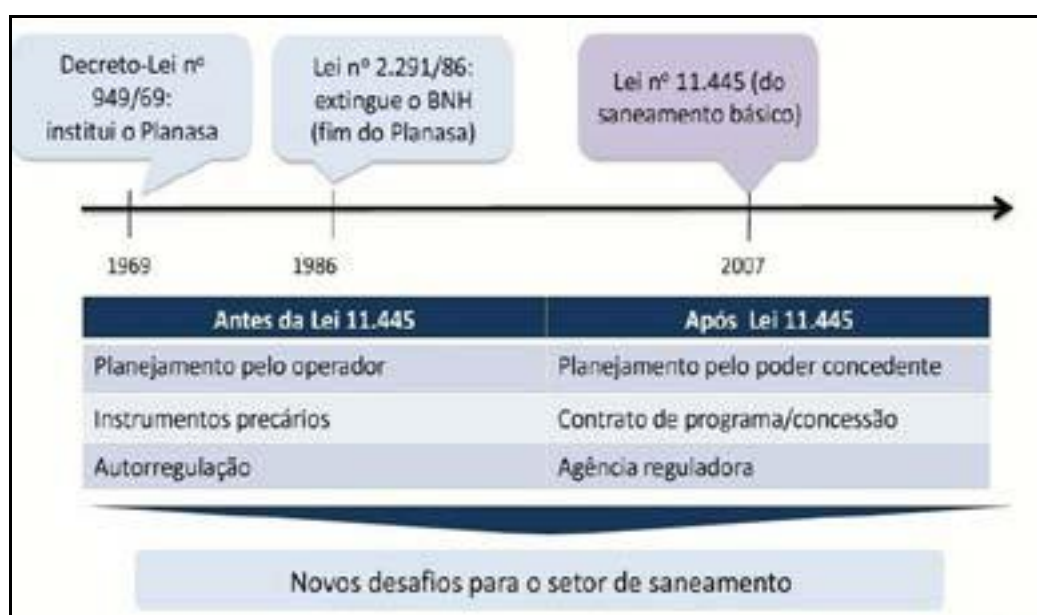 Decreto-Lei nº
949/69:
institui o Planasa
Lei nº 2.291/86:
extingue o BNH
(fim do Planasa)
Lei nº 11.445 (do
saneamento básico)
1969
1986
2007
Antes da Lei 11.445
Após Lei 11.445
Planejamento pelo operador
Planejamento pelo poder concedente
Instrumentos precários
Contrato de programa/concessão
Autorregulação
Agência reguladora
Novos desafios para o setor de saneamento